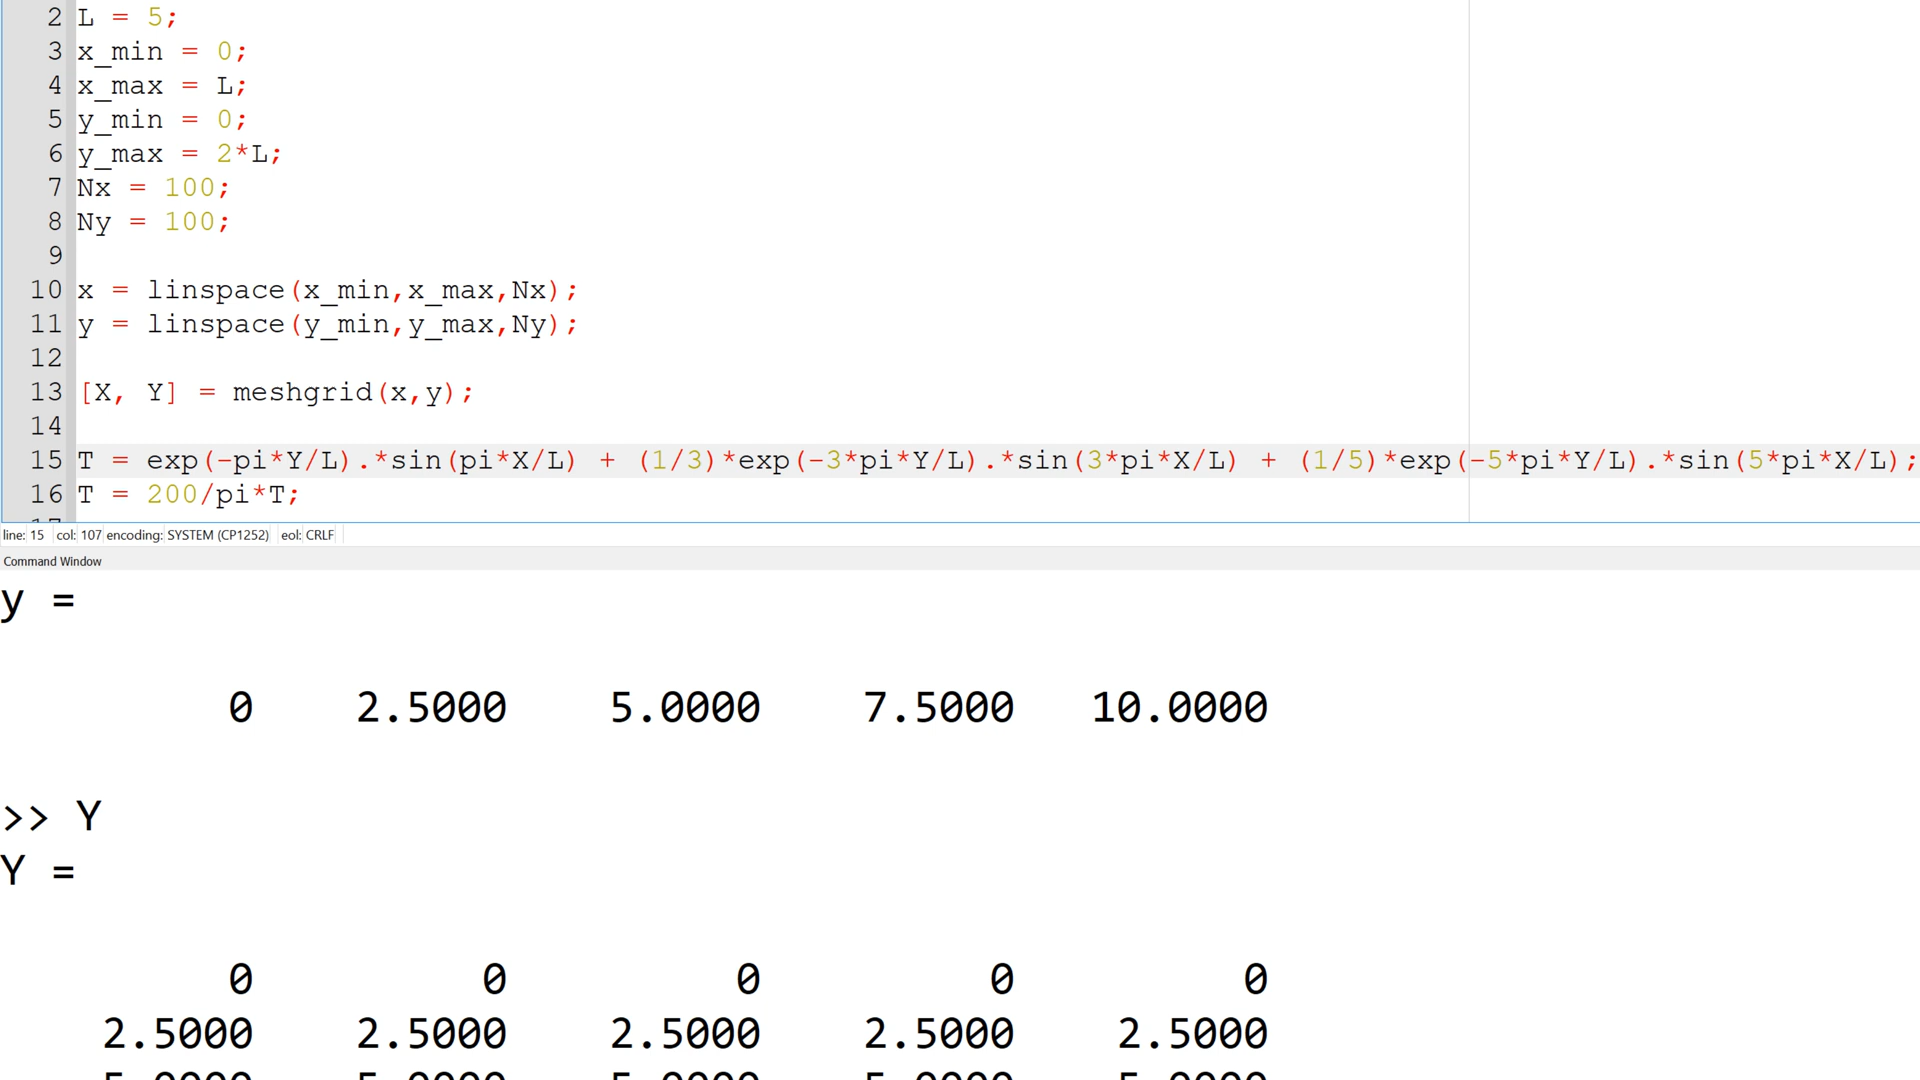 2 L = 5;
3 x_min = 0;
4 x_max = L;
5 y_min = 0;
6 y_max = 2*L;
7 Nx = 100;
8 Ny = 100;
9
10 x = linspace(x_min,x_max,Nx);
11 y = linspace(y_min,y_max,Ny);
12
13 [X, Y] = meshgrid(x,y);
14
15 T = exp(-pi*Y/L).*sin(pi*X/L) + (1/3)*exp(-3*pi*Y/L).*sin(3*pi*X/L) + (1/5)*exp(-5*pi*Y/L).*sin(5*pi*X/L);
16 T = 200/pi*T;
line: 15 col: 107 encoding: SYSTEM (CP1252) eol: CRLF
Command Window
y =
0 2.5000 5.0000 7.5000 10.0000
>> Y
Y =
0 0 0 0 0
2.5000 2.5000 2.5000 2.5000 2.5000